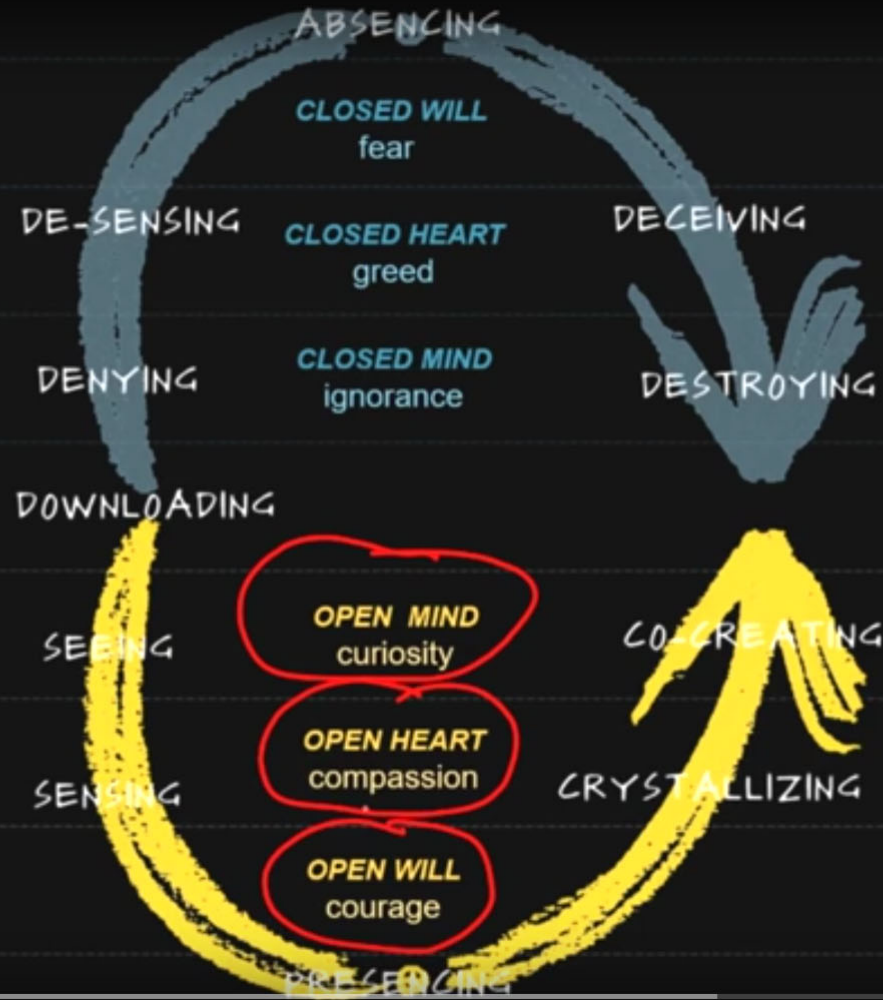 ABSENCING
CLOSED WILL
fear
DE-SENSING
DECEIVING
CLOSED HEART
greed
CLOSED MIND
DENYING
DESTROYING
ignorance
DOWNLOADING
OPEN MIND
SEEING
curiosity
CO-CREATING
OPEN HEART
compassion
SENSING
CRYSTALLIZING
OPEN WILL
courage
PRESENCING